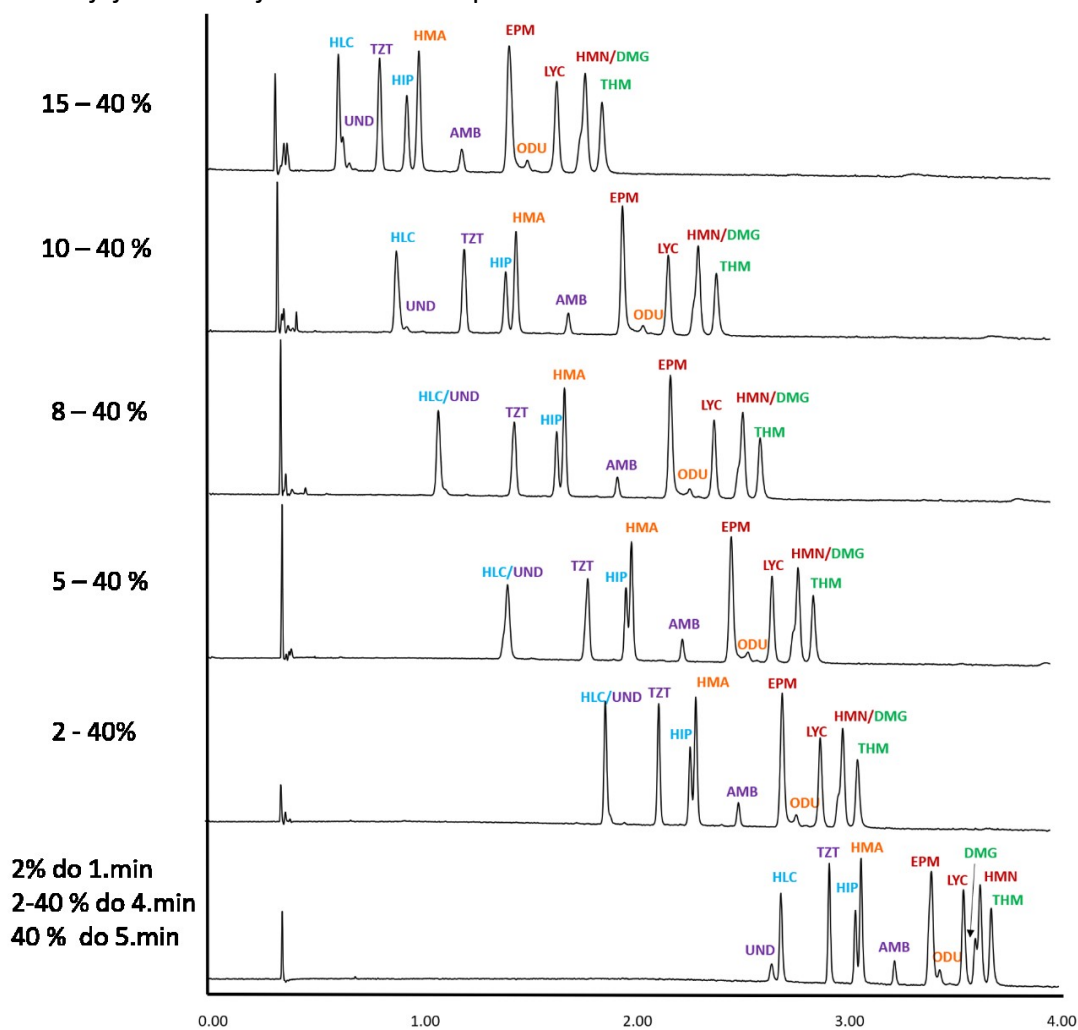 HLC
UND
TZT
HIP
HMA
AMB
EPM
ODU
LYC
HMN/DMG
THM
15 – 40 %
HLC
UND
TZT
HIP
HMA
AMB
EPM
ODU
LYC
HMN/DMG
THM
10 – 40 %
HLC/UND
TZT
HIP
HMA
AMB
EPM
ODU
LYC
HMN/DMG
THM
8 – 40 %
HLC/UND
TZT
HIP
HMA
AMB
EPM
ODU
LYC
HMN/DMG
THM
5 – 40 %
HLC/UND
TZT
HIP
HMA
AMB
EPM
ODU
LYC
HMN/DMG
THM
2 - 40%
UND
HLC
TZT
HIP
HMA
AMB
EPM
ODU
LYC
DMG
HMN
THM
2% do 1.min
2-40 % do 4.min
40 % do 5.min
0.00 1.00 2.00 3.00 4.00